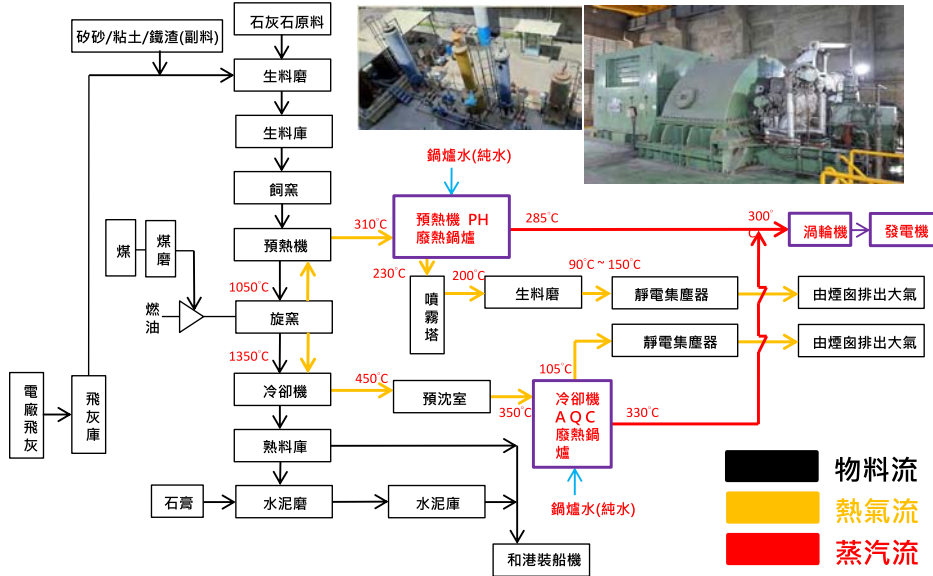 石灰石原料
矽砂/粘土/鐵渣(副料)
生料磨
生料庫
飼窯
預熱機
煤
煤磨
燃油
1050°C
旋窯
1350°C
冷卻機
電廠飛灰
飛灰庫
熟料庫
石膏
水泥磨
水泥庫
和港裝船機
鍋爐水(純水)
310°C
預熱機 PH
廢熱鍋爐
285°C
300°C
渦輪機
發電機
230°C
噴霧塔
200°C
生料磨
90°C ~ 150°C
靜電集塵器
由煙囪排出大氣
靜電集塵器
由煙囪排出大氣
105°C
450°C
預沈室
350°C
冷卻機
AQC
廢熱鍋
爐
330°C
鍋爐水(純水)
物料流
熱氣流
蒸汽流